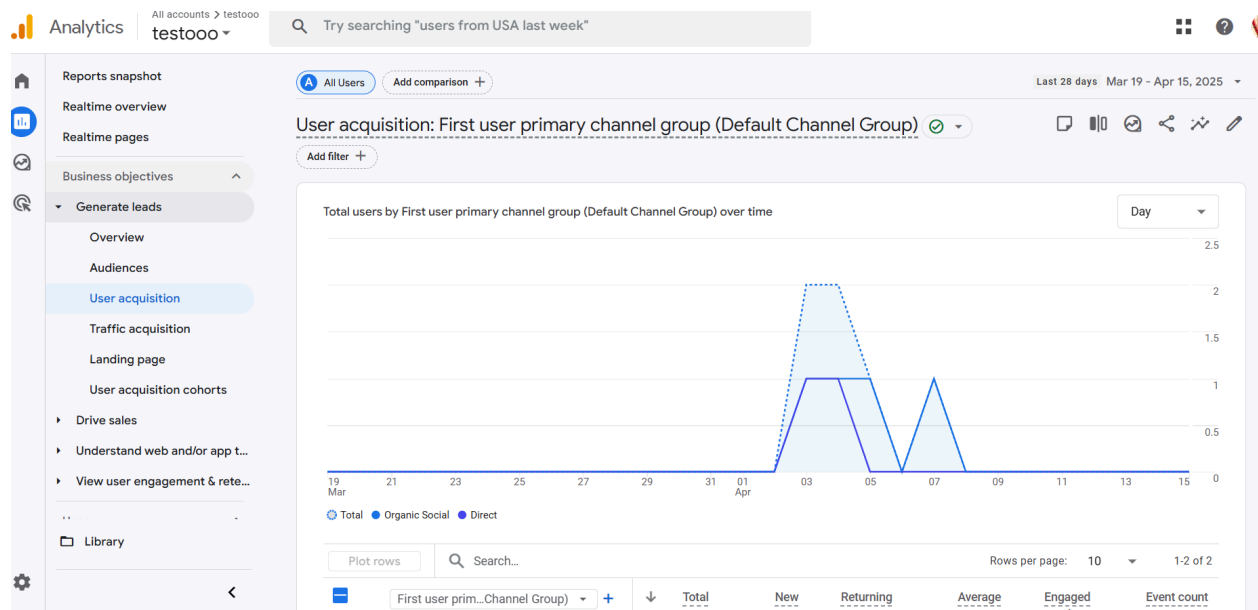 Analytics
All accounts > testooo
testooo
Try searching "users from USA last week"
Reports snapshot
Realtime overview
Realtime pages
Business objectives
Generate leads
Overview
Audiences
User acquisition
Traffic acquisition
Landing page
User acquisition cohorts
Drive sales
Understand web and/or app t...
View user engagement & rete...
Library
A All Users
Add comparison +
Last 28 days Mar 19 - Apr 15, 2025
User acquisition: First user primary channel group (Default Channel Group)
Add filter +
Total users by First user primary channel group (Default Channel Group) over time
Day
2.5
2
1.5
1
0.5
0
19 21 23 25 27 29 31 01 03 05 07 09 11 13 15
Mar Apr
Total Organic Social Direct
Plot rows
Search...
Rows per page: 10 1-2 of 2
First user prim...Channel Group) + Total New Returning Average Engaged Event count